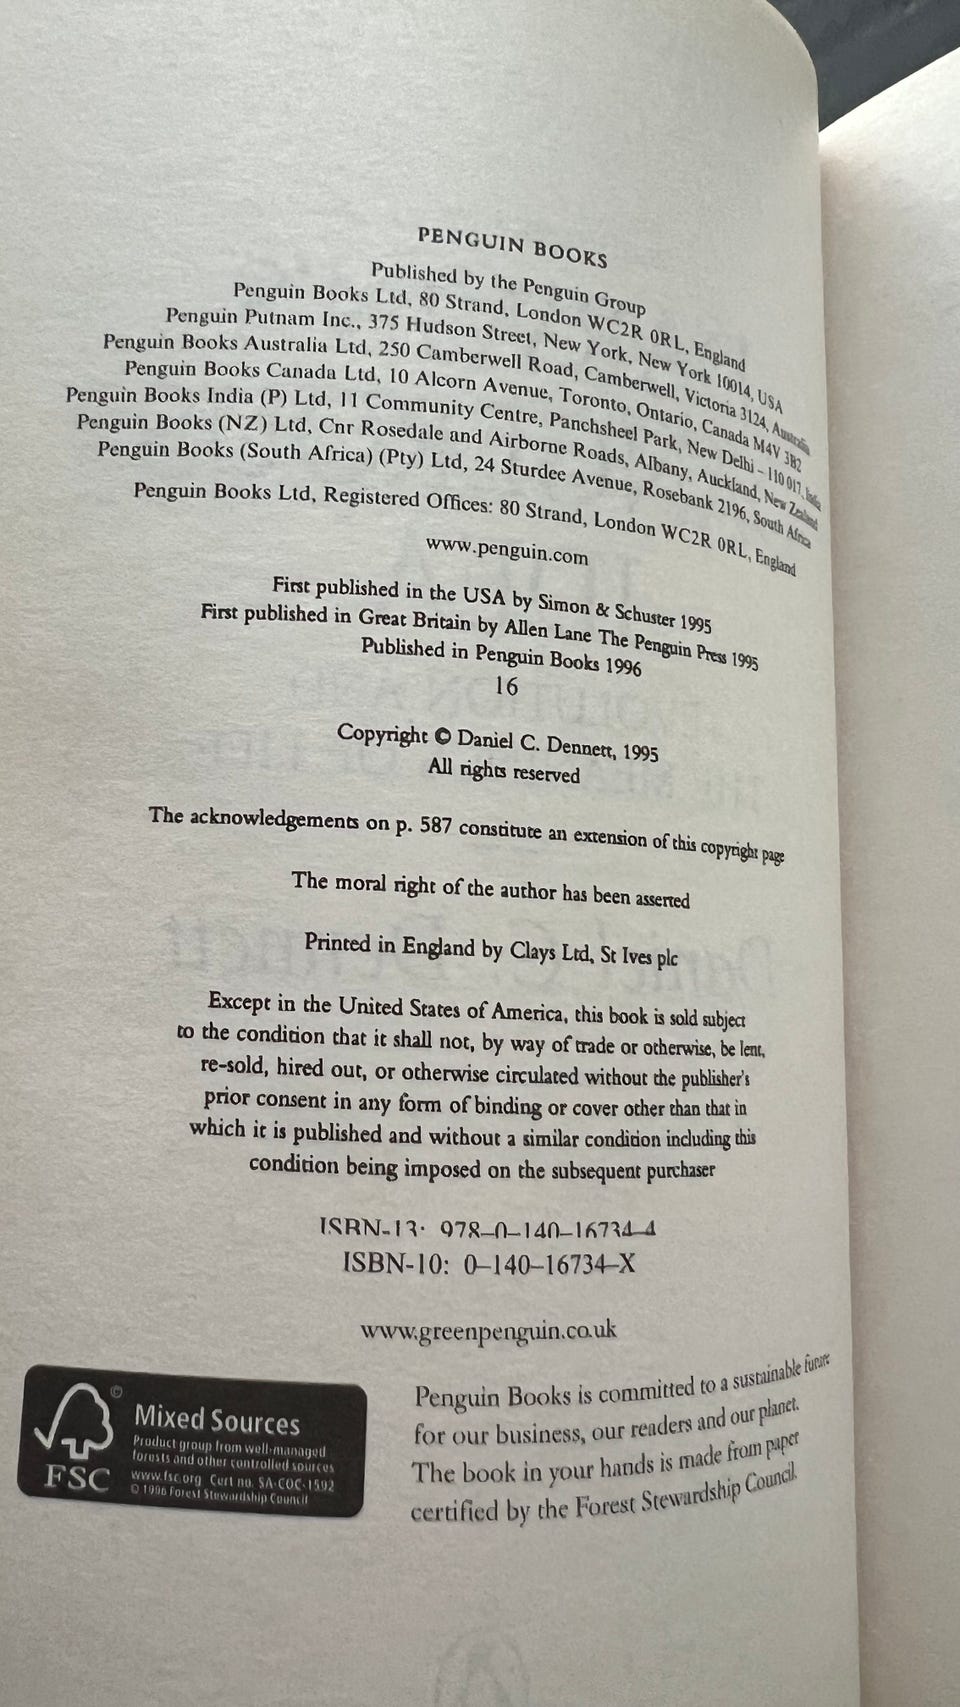 PENGUIN BOOKS
Published by the Penguin Group
Penguin Books Ltd, 80 Strand, London WC2R 0RL, England
Penguin Putnam Inc., 375 Hudson Street, New York, New York 10014, USA
Penguin Books Australia Ltd, 250 Camberwell Road, Camberwell, Victoria 3124, Australia
Penguin Books Canada Ltd, 10 Alcorn Avenue, Toronto, Ontario, Canada M4V 3B2
Penguin Books India (P) Ltd, 11 Community Centre, Panchsheel Park, New Delhi – 110 017, India
Penguin Books (NZ) Ltd, Cnr Rosedale and Airborne Roads, Albany, Auckland, New Zealand
Penguin Books (South Africa) (Pty) Ltd, 24 Sturdee Avenue, Rosebank 2196, South Africa
Penguin Books Ltd, Registered Offices: 80 Strand, London WC2R 0RL, England
www.penguin.com
First published in the USA by Simon & Schuster 1995
First published in Great Britain by Allen Lane The Penguin Press 1995
Published in Penguin Books 1996
16
Copyright © Daniel C. Dennett, 1995
All rights reserved
The acknowledgements on p. 587 constitute an extension of this copyright page
The moral right of the author has been asserted
Printed in England by Clays Ltd, St Ives plc
Except in the United States of America, this book is sold subject
to the condition that it shall not, by way of trade or otherwise, be lent,
re-sold, hired out, or otherwise circulated without the publisher's
prior consent in any form of binding or cover other than that in
which it is published and without a similar condition including this
condition being imposed on the subsequent purchaser
ISBN-13: 978–0–140–16734–4
ISBN-10: 0–140–16734–X
www.greenpenguin.co.uk
©
Mixed Sources
Product group from well-managed
forests and other controlled sources
www.fsc.org Cert no. SA-COC-1592
© 1996 Forest Stewardship Council
FSC
Penguin Books is committed to a sustainable future
for our business, our readers and our planet.
The book in your hands is made from paper
certified by the Forest Stewardship Council.